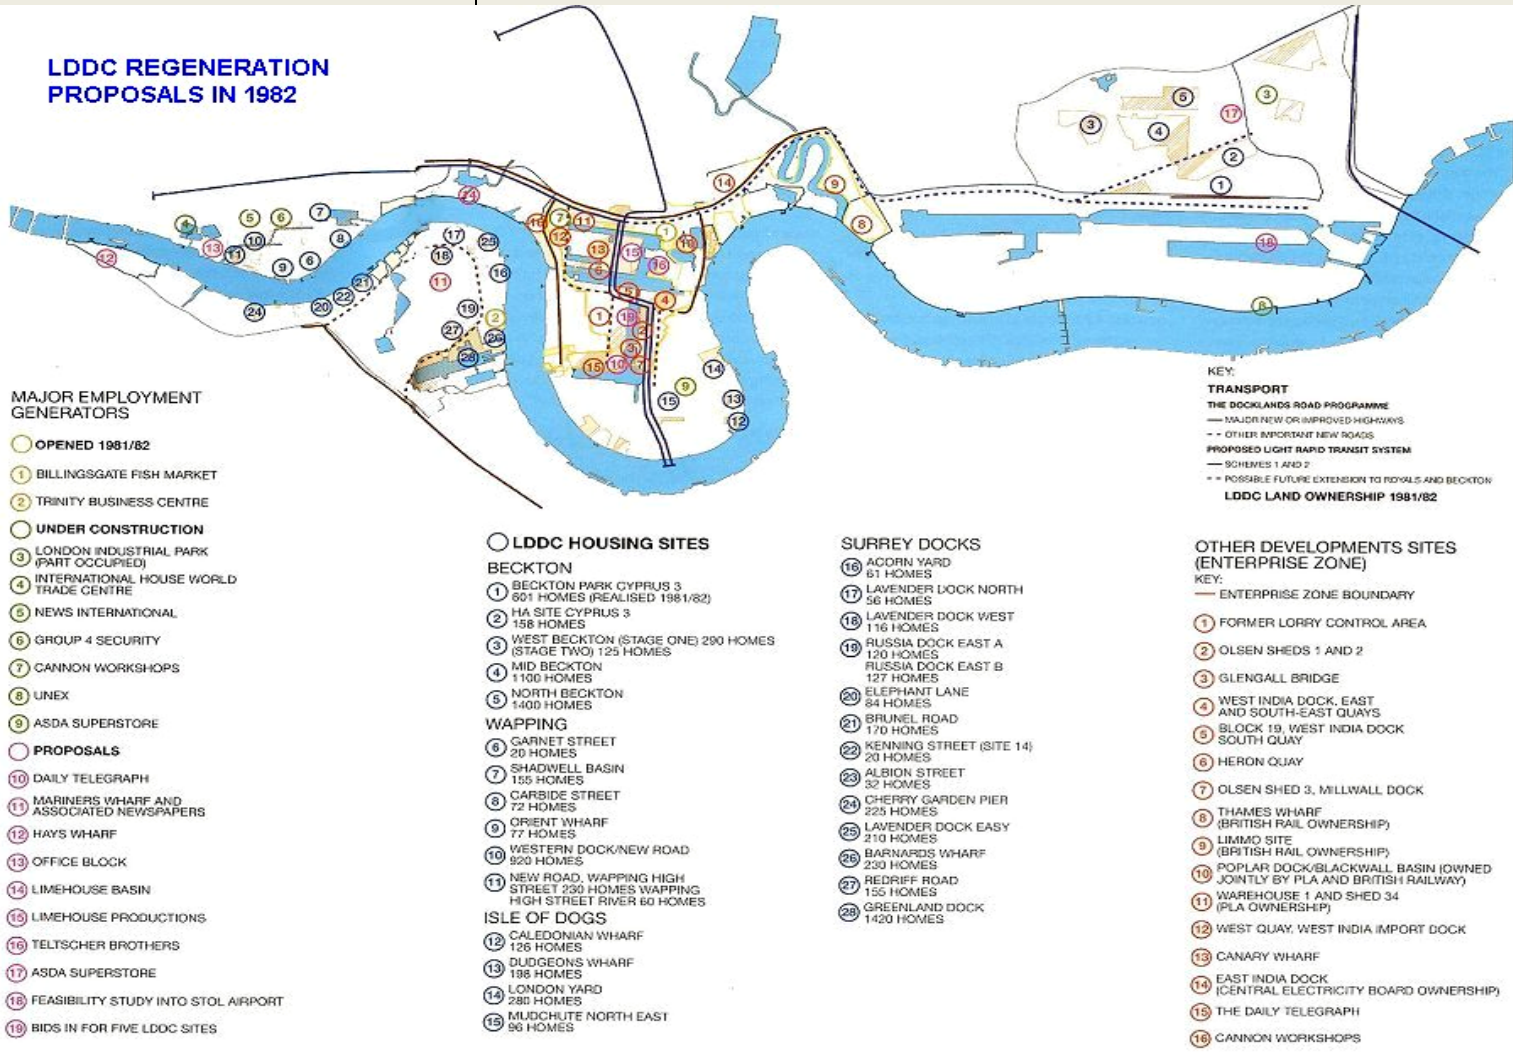 LDDC REGENERATION
PROPOSALS IN 1982
MAJOR EMPLOYMENT
GENERATORS
OPENED 1981/82
1 BILLINGSGATE FISH MARKET
2 TRINITY BUSINESS CENTRE
UNDER CONSTRUCTION
3 LONDON INDUSTRIAL PARK
(PART OCCUPIED)
4 INTERNATIONAL HOUSE WORLD
TRADE CENTRE
5 NEWS INTERNATIONAL
6 GROUP 4 SECURITY
7 CANNON WORKSHOPS
8 UNEX
9 ASDA SUPERSTORE
PROPOSALS
10 DAILY TELEGRAPH
11 MARINERS WHARF AND
ASSOCIATED NEWSPAPERS
12 HAYS WHARF
13 OFFICE BLOCK
14 LIMEHOUSE BASIN
15 LIMEHOUSE PRODUCTIONS
16 TELTSCHER BROTHERS
17 ASDA SUPERSTORE
18 FEASIBILITY STUDY INTO STOL AIRPORT
19 BIDS IN FOR FIVE LDDC SITES
LDDC HOUSING SITES
BECKTON
1 BECKTON PARK CYPRUS 3
601 HOMES (REALISED 1981/82)
2 HA SITE CYPRUS 3
158 HOMES
3 WEST BECKTON (STAGE ONE) 290 HOMES
(STAGE TWO) 125 HOMES
4 MID BECKTON
1100 HOMES
5 NORTH BECKTON
1400 HOMES
WAPPING
6 GARNET STREET
20 HOMES
7 SHADWELL BASIN
155 HOMES
8 CARBIDE STREET
72 HOMES
9 ORIENT WHARF
77 HOMES
10 WESTERN DOCK/NEW ROAD
920 HOMES
11 NEW ROAD, WAPPING HIGH
STREET 230 HOMES WAPPING
HIGH STREET RIVER 60 HOMES
ISLE OF DOGS
12 CALEDONIAN WHARF
126 HOMES
13 DUDGEONS WHARF
198 HOMES
14 LONDON YARD
280 HOMES
15 MUDCHUTE NORTH EAST
96 HOMES
SURREY DOCKS
16 ACORN YARD
61 HOMES
17 LAVENDER DOCK NORTH
56 HOMES
18 LAVENDER DOCK WEST
116 HOMES
19 RUSSIA DOCK EAST A
120 HOMES
RUSSIA DOCK EAST B
127 HOMES
20 ELEPHANT LANE
84 HOMES
21 BRUNEL ROAD
170 HOMES
22 KENNING STREET (SITE 14)
20 HOMES
23 ALBION STREET
32 HOMES
24 CHERRY GARDEN PIER
225 HOMES
25 LAVENDER DOCK EASY
210 HOMES
26 BARNARDS WHARF
230 HOMES
27 REDRIFF ROAD
155 HOMES
28 GREENLAND DOCK
1420 HOMES
KEY:
TRANSPORT
THE DOCKLANDS ROAD PROGRAMME
MAJOR NEW OR IMPROVED HIGHWAYS
OTHER IMPORTANT NEW ROADS
PROPOSED LIGHT RAPID TRANSIT SYSTEM
SCHEMES 1 AND 2
POSSIBLE FUTURE EXTENSION TO ROYALS AND BECKTON
LDDC LAND OWNERSHIP 1981/82
OTHER DEVELOPMENTS SITES
(ENTERPRISE ZONE)
KEY:
ENTERPRISE ZONE BOUNDARY
1 FORMER LORRY CONTROL AREA
2 OLSEN SHEDS 1 AND 2
3 GLENGALL BRIDGE
4 WEST INDIA DOCK, EAST
AND SOUTH-EAST QUAYS
5 BLOCK 19, WEST INDIA DOCK
SOUTH QUAY
6 HERON QUAY
7 OLSEN SHED 3, MILLWALL DOCK
8 THAMES WHARF
(BRITISH RAIL OWNERSHIP)
9 LIMMO SITE
(BRITISH RAIL OWNERSHIP)
10 POPLAR DOCK/BLACKWALL BASIN (OWNED
JOINTLY BY PLA AND BRITISH RAILWAY)
11 WAREHOUSE 1 AND SHED 34
(PLA OWNERSHIP)
12 WEST QUAY, WEST INDIA IMPORT DOCK
13 CANARY WHARF
14 EAST INDIA DOCK
(CENTRAL ELECTRICITY BOARD OWNERSHIP)
15 THE DAILY TELEGRAPH
16 CANNON WORKSHOPS